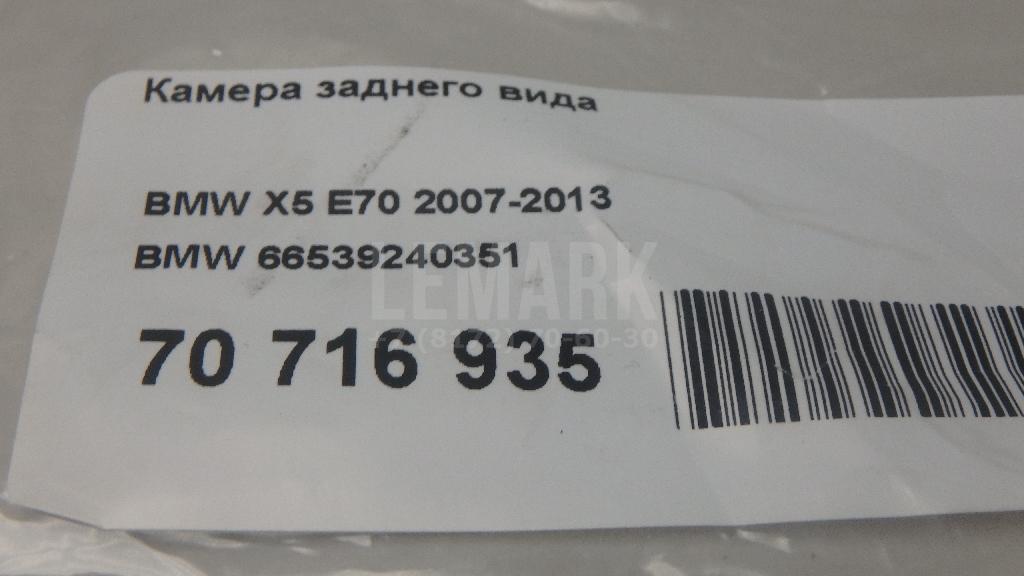 Камера заднего вида
BMW X5 E70 2007-2013
BMW 66539240351
LEMARK
70 716 935